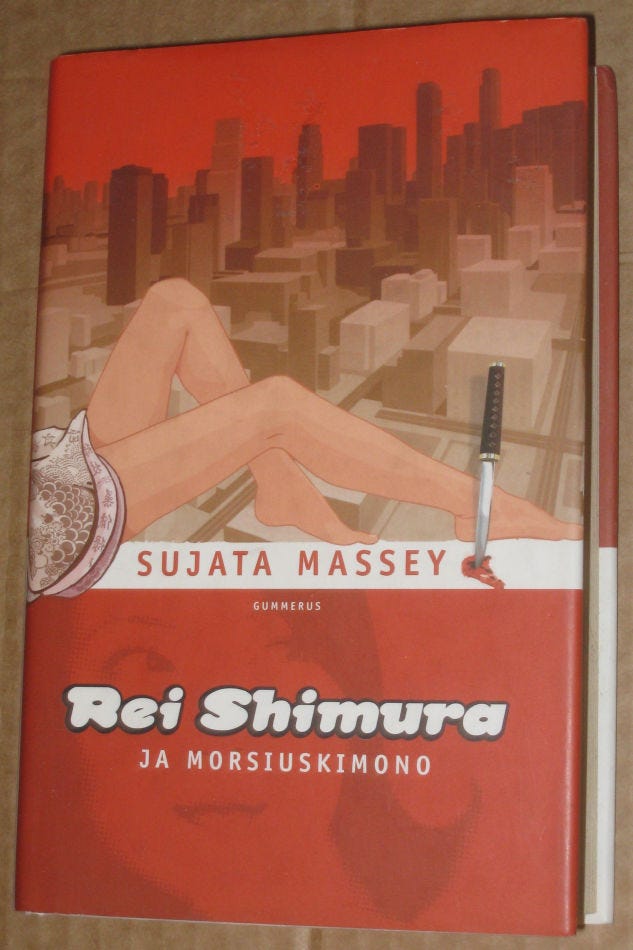 SUJATA MASSEY
GUMMERUS
Rei Shimura
JA MORSIUSKIMONO